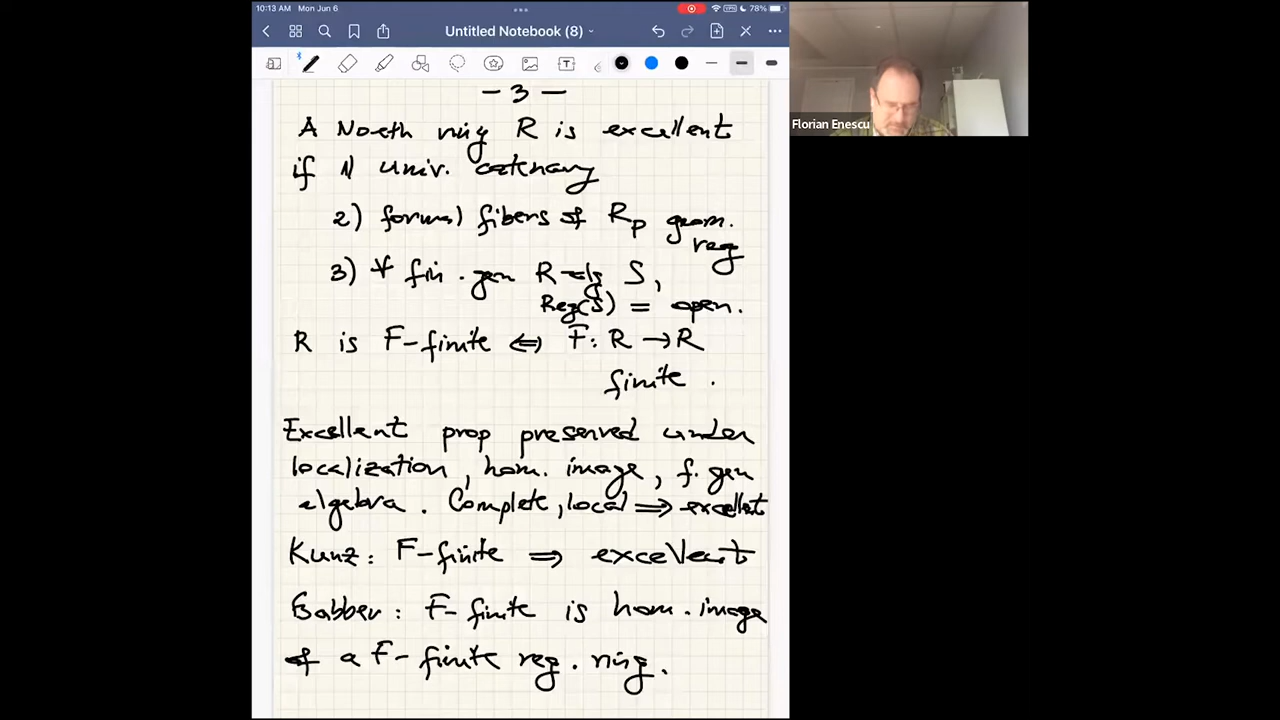 10:13 AM Mon Jun 6
78%
Untitled Notebook (8)
Florian Enescu
- 3 -
A Noeth ring R is excellent
if 1) univ. catenary
2) formal fibers of Rp geom.
reg
3) ∀ fin. gen R-alg S,
Reg(S) = open.
R is F-finite ⇔ F: R → R
finite.
Excellent prop preserved under
localization, hom. image, f. gen
algebra. Complete, local ⟹ excellent
Kunz: F-finite ⟹ excellent
Gabber: F-finite is hom. image
of a F-finite reg. ring.